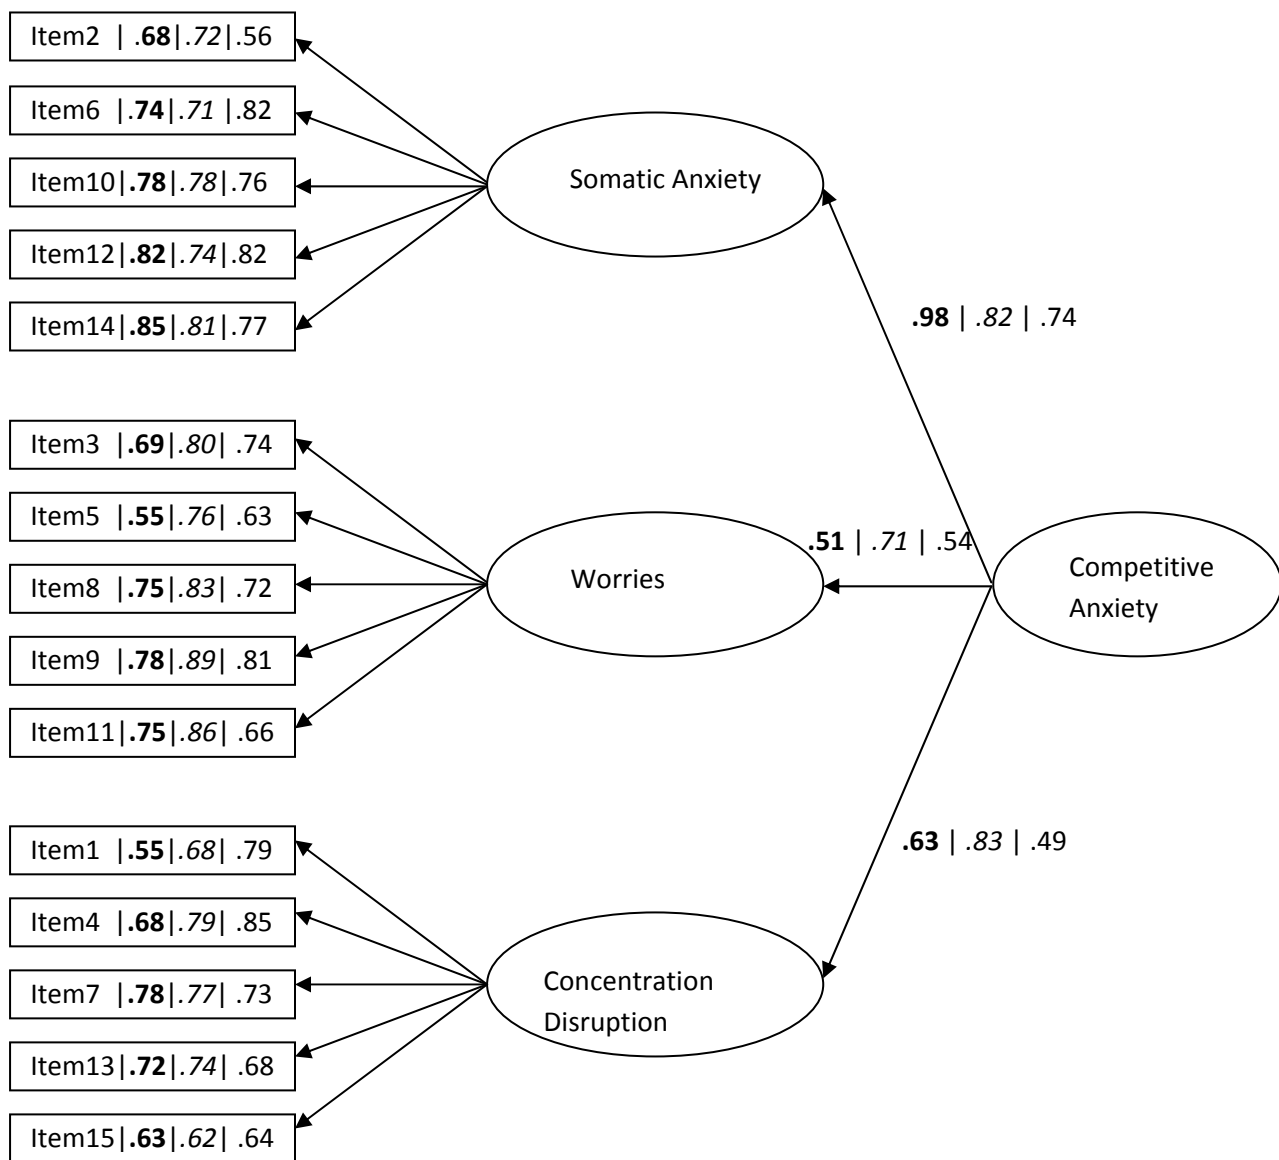 Item2 | .68|.72|.56
Item6 |.74|.71 |.82
Item10|.78|.78|.76
Item12|.82|.74|.82
Item14|.85|.81|.77
Somatic Anxiety
.98 | .82 | .74
Item3 |.69|.80| .74
Item5 |.55|.76|.63
Item8 |.75|.83|.72
Item9 |.78|.89|.81
Item11|.75|.86| .66
Worries
.51 | .71 | .54
Competitive
Anxiety
Item1 |.55|.68| .79
Item4 |.68|.79|.85
Item7 |.78|.77|.73
Item13|.72|.74| .68
Item15|.63|.62|.64
Concentration
Disruption
.63 | .83 | .49